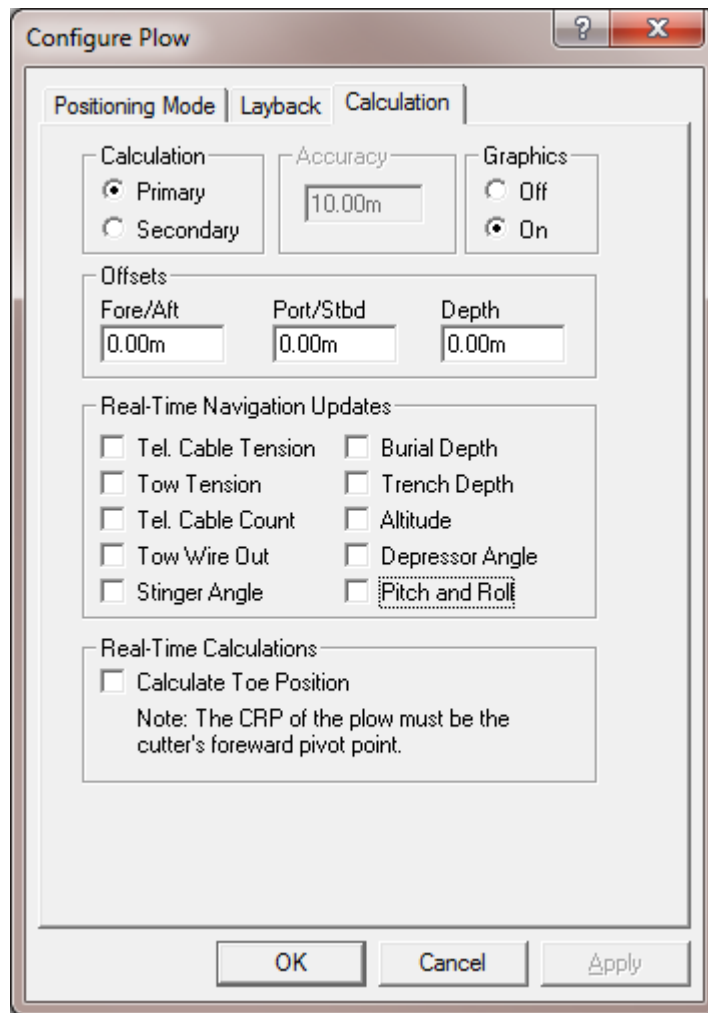 Configure Plow
?
Positioning Mode
Layback
Calculation
Calculation
Primary
Secondary
Accuracy
10.00m
Graphics
Off
On
Offsets
Fore/Aft
Port/Stbd
Depth
0.00m
0.00m
0.00m
Real-Time Navigation Updates
Tel. Cable Tension
Tow Tension
Tel. Cable Count
Tow Wire Out
Stinger Angle
Burial Depth
Trench Depth
Altitude
Depressor Angle
Pitch and Roll
Real-Time Calculations
Calculate Toe Position
Note: The CRP of the plow must be the
cutter's foreward pivot point.
OK
Cancel
Apply